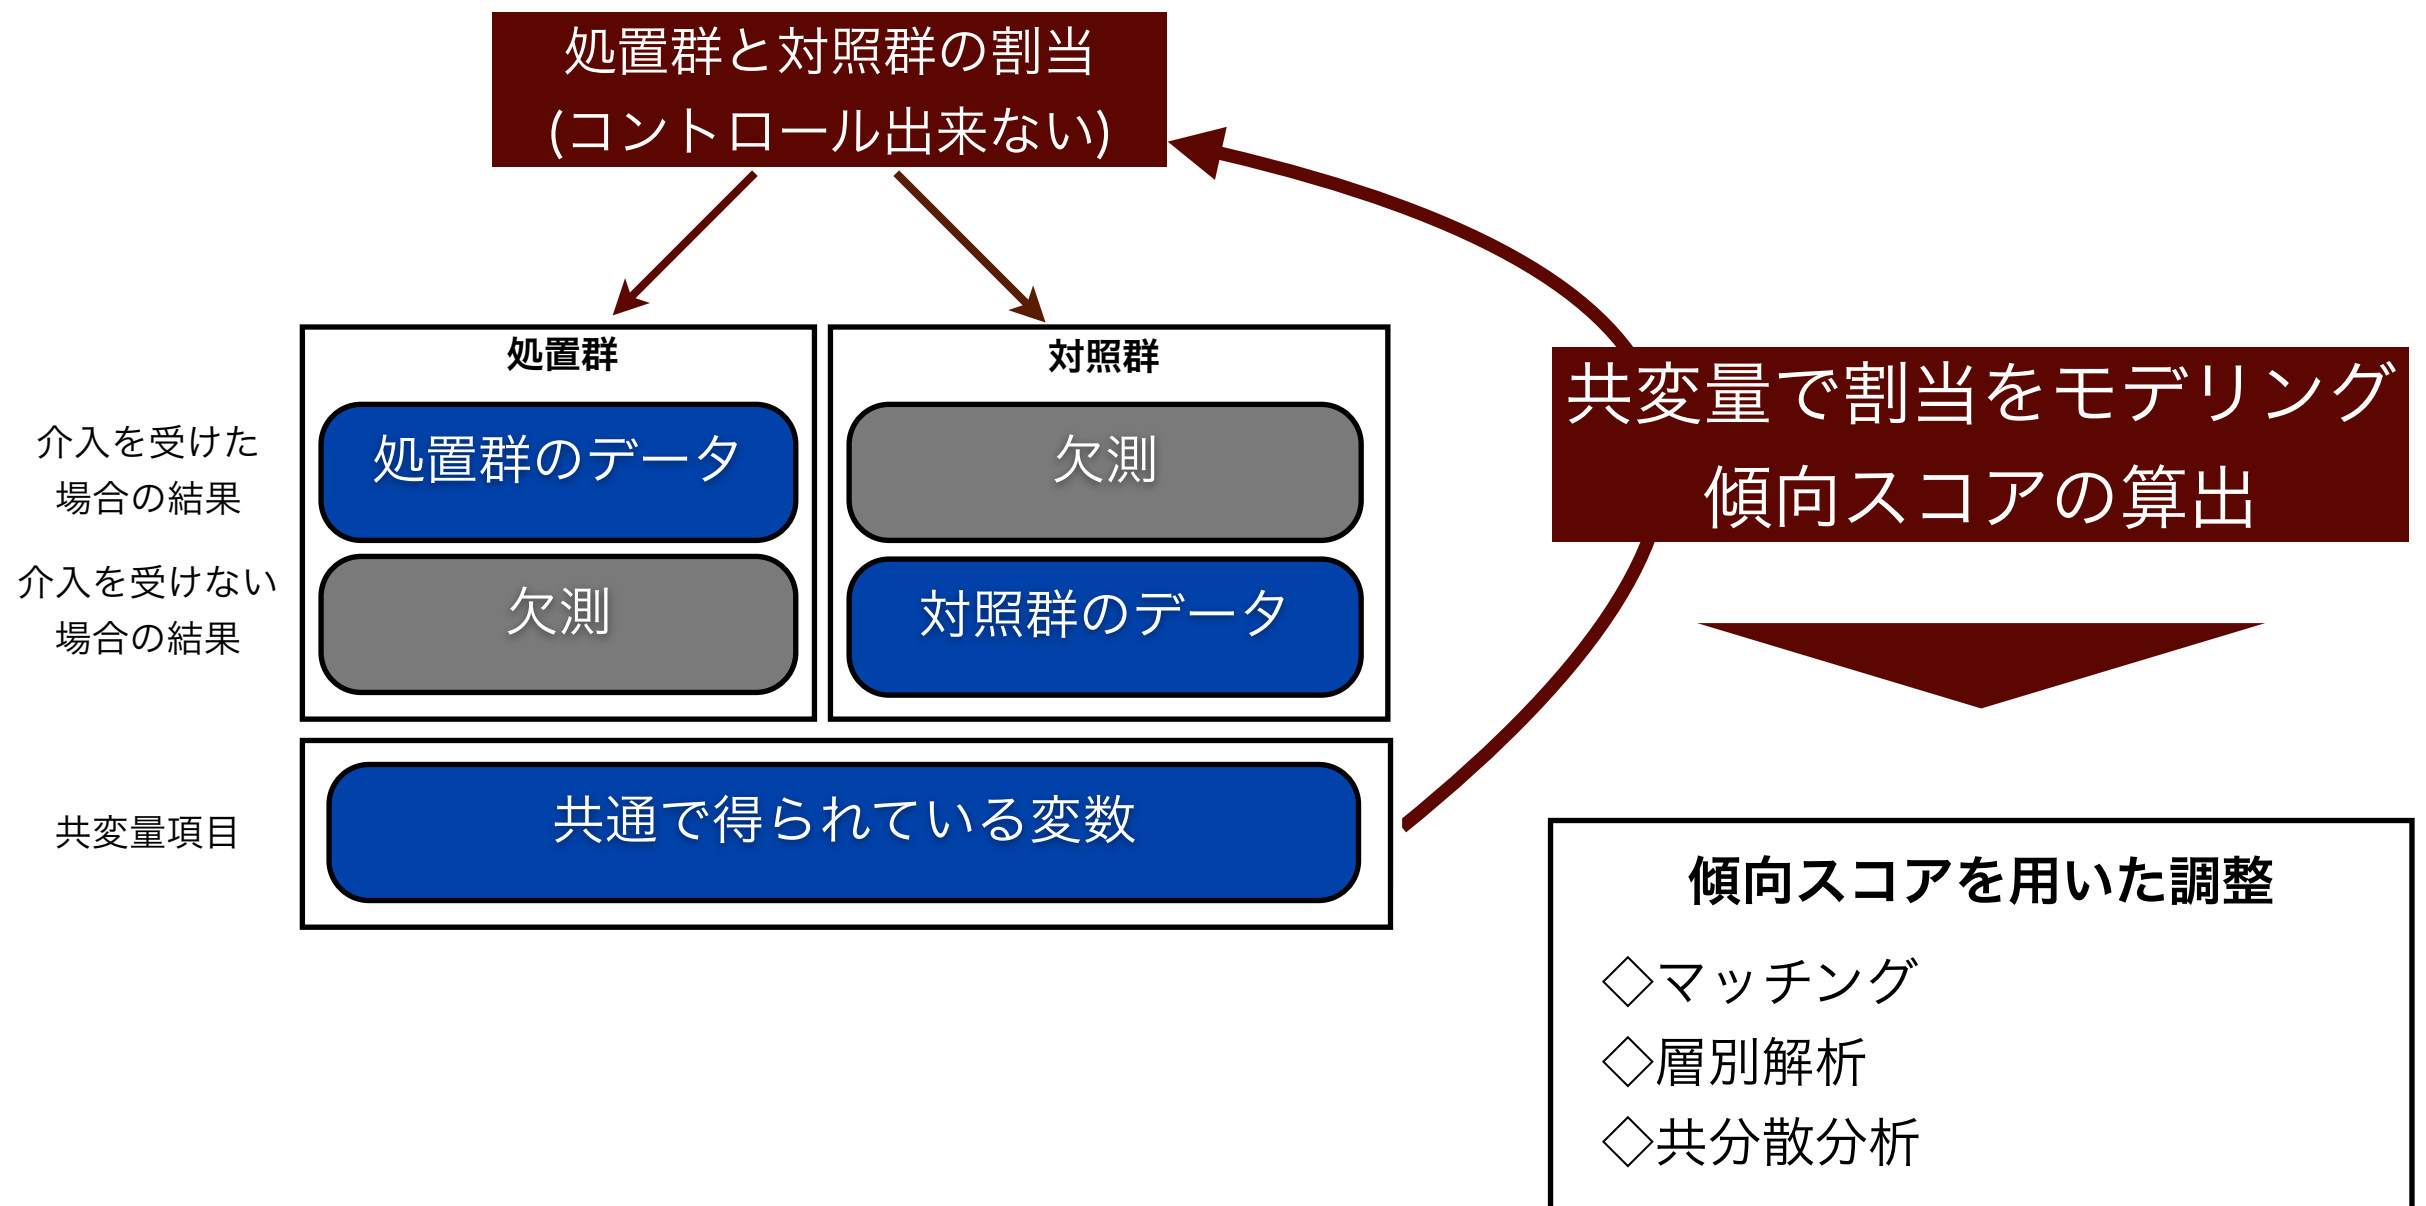 処置群と対照群の割当
(コントロール出来ない)
処置群
対照群
介入を受けた
場合の結果
処置群のデータ
欠測
介入を受けない
場合の結果
欠測
対照群のデータ
共変量項目
共通で得られている変数
共変量で割当をモデリング
傾向スコアの算出
傾向スコアを用いた調整
◇マッチング
◇層別解析
◇共分散分析